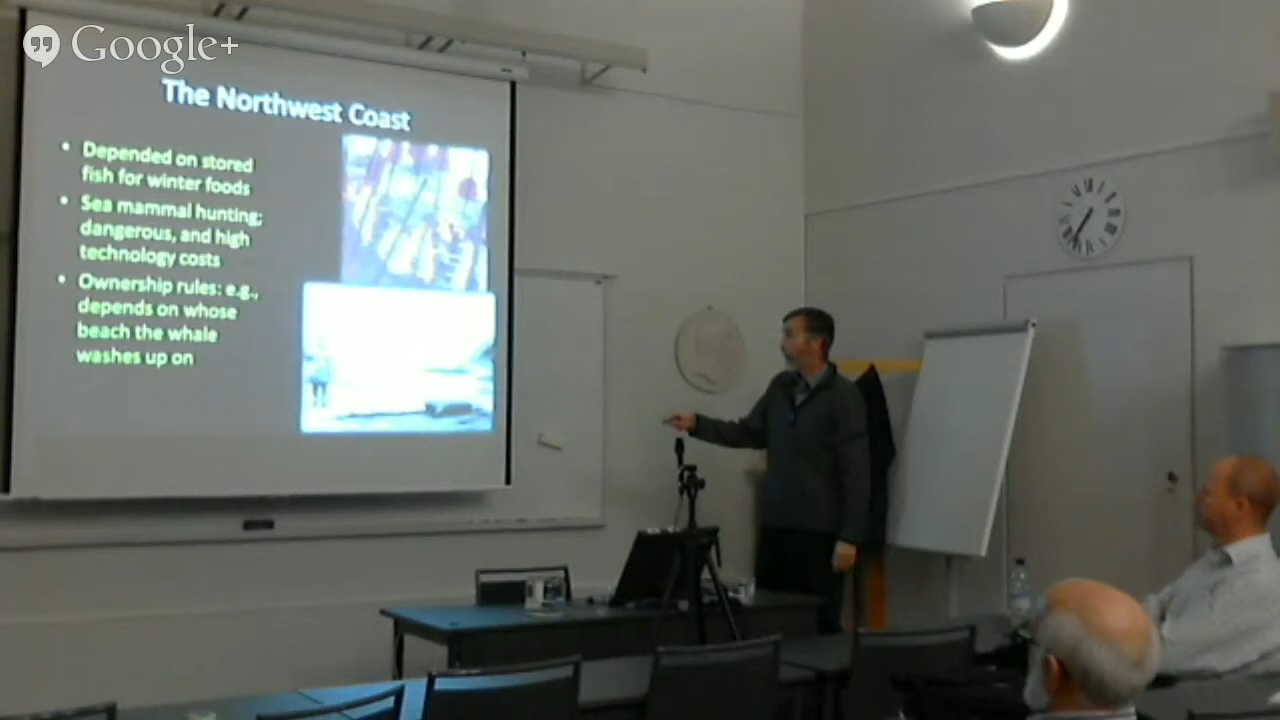 Google+
The Northwest Coast
• Depended on stored
fish for winter foods
• Sea mammal hunting;
dangerous, and high
technology costs
• Ownership rules: e.g.,
depends on whose
beach the whale
washes up on